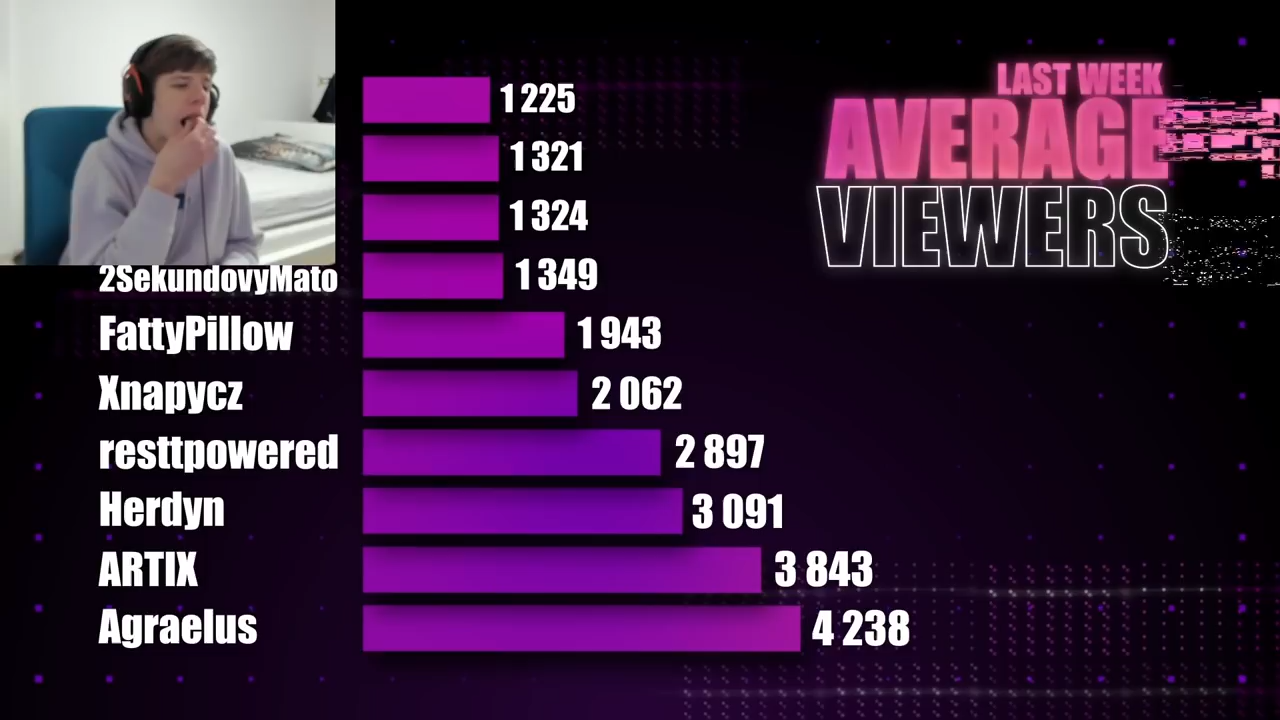 LAST WEEK
AVERAGE
VIEWERS
1 225
1 321
1 324
2SekundovyMato 1 349
FattyPillow 1 943
Xnapycz 2 062
resttpowered 2 897
Herdyn 3 091
ARTIX 3 843
Agraelus 4 238